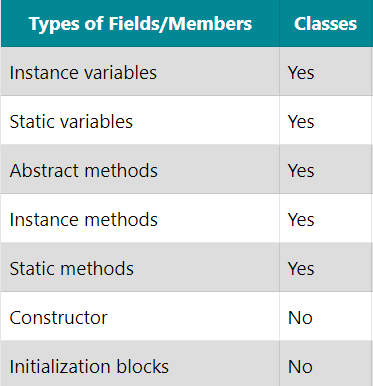 Types of Fields/Members Classes
Instance variables Yes
Static variables Yes
Abstract methods Yes
Instance methods Yes
Static methods Yes
Constructor No
Initialization blocks No